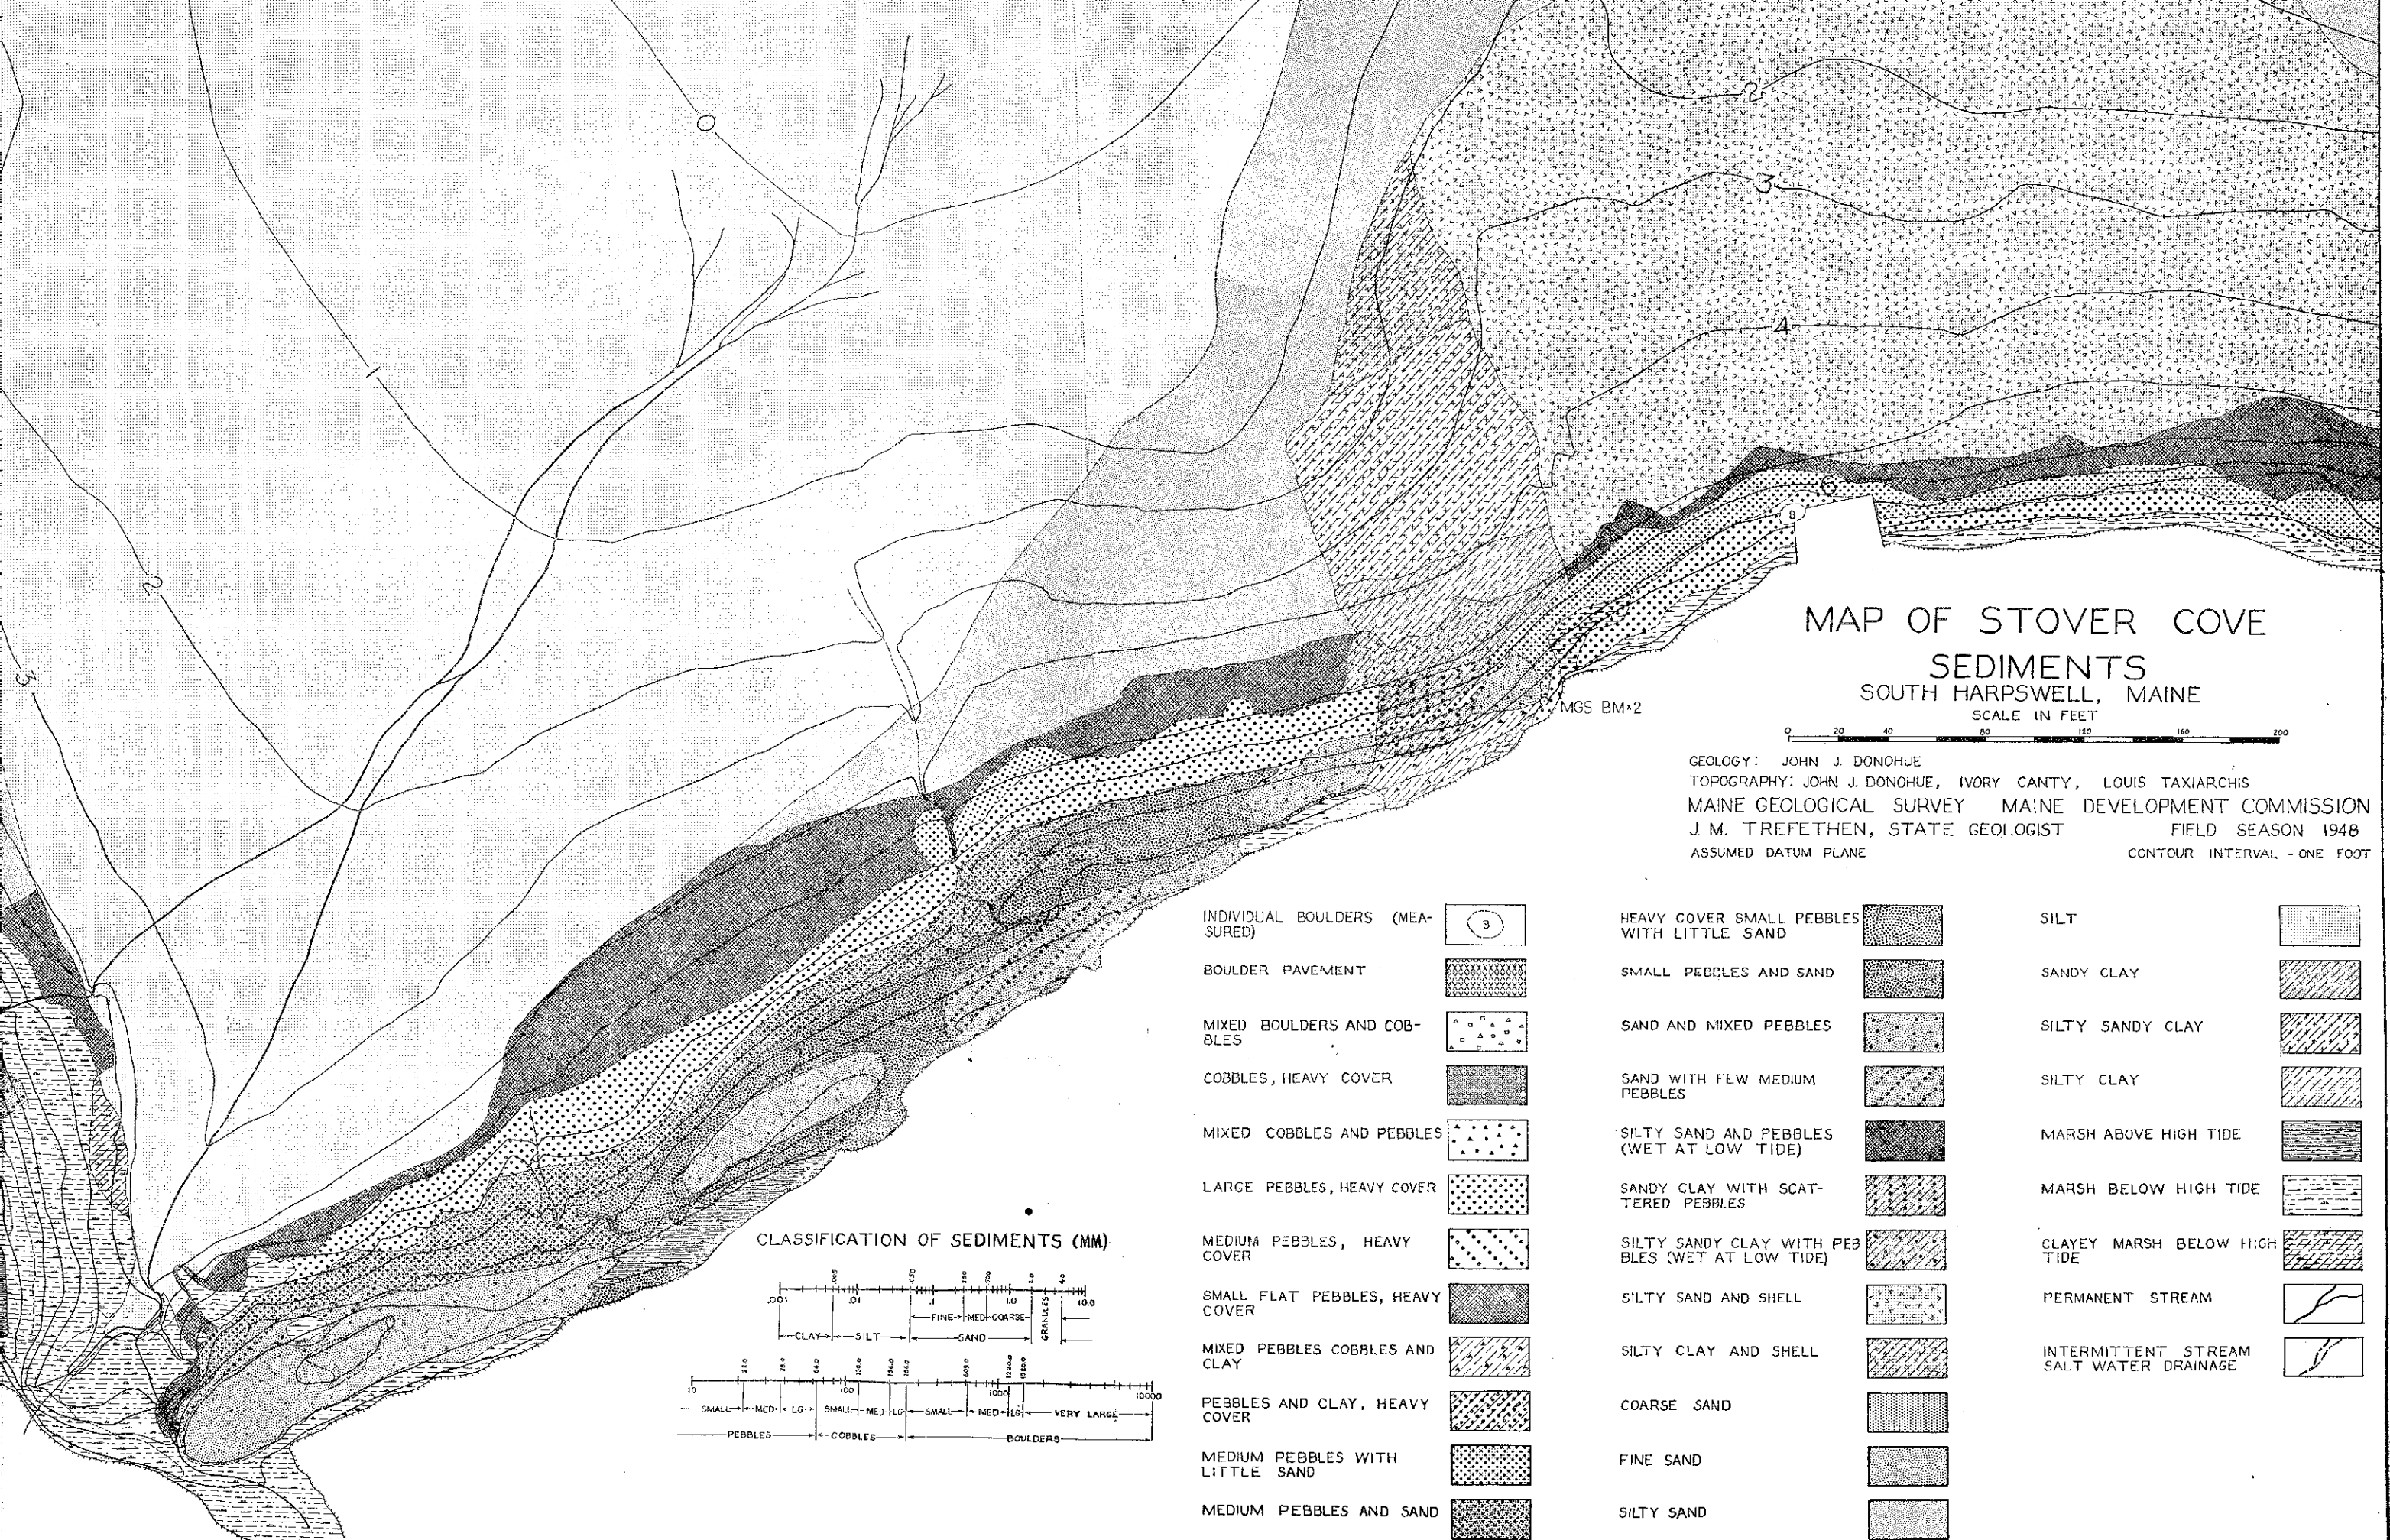 0
2
3
1
4
2
3
6
B
MAP OF STOVER COVE
SEDIMENTS
SOUTH HARPSWELL, MAINE
SCALE IN FEET
0 20 40 80 120 160 200
MGS BM×2
GEOLOGY: JOHN J. DONOHUE
TOPOGRAPHY: JOHN J. DONOHUE, IVORY CANTY, LOUIS TAXIARCHIS
MAINE GEOLOGICAL SURVEY MAINE DEVELOPMENT COMMISSION
J. M. TREFETHEN, STATE GEOLOGIST FIELD SEASON 1948
ASSUMED DATUM PLANE CONTOUR INTERVAL - ONE FOOT
INDIVIDUAL BOULDERS (MEA-
SURED)
B
BOULDER PAVEMENT
MIXED BOULDERS AND COB-
BLES
COBBLES, HEAVY COVER
MIXED COBBLES AND PEBBLES
LARGE PEBBLES, HEAVY COVER
MEDIUM PEBBLES, HEAVY
COVER
SMALL FLAT PEBBLES, HEAVY
COVER
MIXED PEBBLES COBBLES AND
CLAY
PEBBLES AND CLAY, HEAVY
COVER
MEDIUM PEBBLES WITH
LITTLE SAND
MEDIUM PEBBLES AND SAND
HEAVY COVER SMALL PEBBLES
WITH LITTLE SAND
SMALL PEBBLES AND SAND
SAND AND MIXED PEBBLES
SAND WITH FEW MEDIUM
PEBBLES
SILTY SAND AND PEBBLES
(WET AT LOW TIDE)
SANDY CLAY WITH SCAT-
TERED PEBBLES
SILTY SANDY CLAY WITH PEB-
BLES (WET AT LOW TIDE)
SILTY SAND AND SHELL
SILTY CLAY AND SHELL
COARSE SAND
FINE SAND
SILTY SAND
SILT
SANDY CLAY
SILTY SANDY CLAY
SILTY CLAY
MARSH ABOVE HIGH TIDE
MARSH BELOW HIGH TIDE
CLAYEY MARSH BELOW HIGH
TIDE
PERMANENT STREAM
INTERMITTENT STREAM
SALT WATER DRAINAGE
CLASSIFICATION OF SEDIMENTS (MM)
.005 .050 .250 .500 2.0 4.0
.001 .01 .1 1.0 10.0
FINE MED COARSE
GRANULES
CLAY SILT SAND
256.0
10 100 1000 10000
SMALL MED LG SMALL MED LG SMALL MED LG VERY LARGE
PEBBLES COBBLES BOULDERS